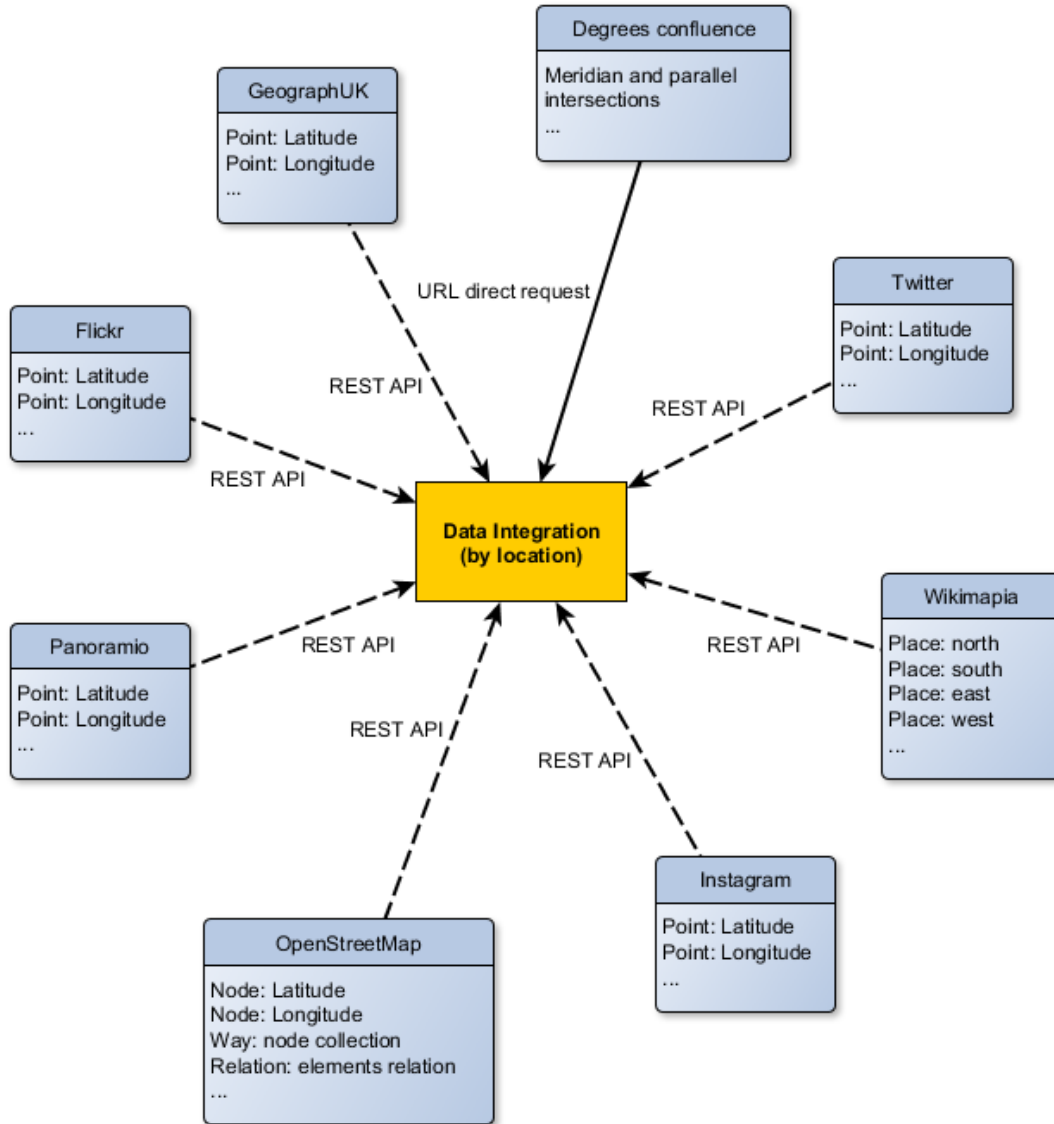 Degrees confluence
Meridian and parallel
intersections
...
GeographUK
Point: Latitude
Point: Longitude
...
URL direct request
Twitter
Point: Latitude
Point: Longitude
...
Flickr
Point: Latitude
Point: Longitude
...
REST API
REST API
REST API
Data Integration
(by location)
Wikimapia
Place: north
Place: south
Place: east
Place: west
...
Panoramio
Point: Latitude
Point: Longitude
...
REST API
REST API
REST API
REST API
Instagram
Point: Latitude
Point: Longitude
...
OpenStreetMap
Node: Latitude
Node: Longitude
Way: node collection
Relation: elements relation
...